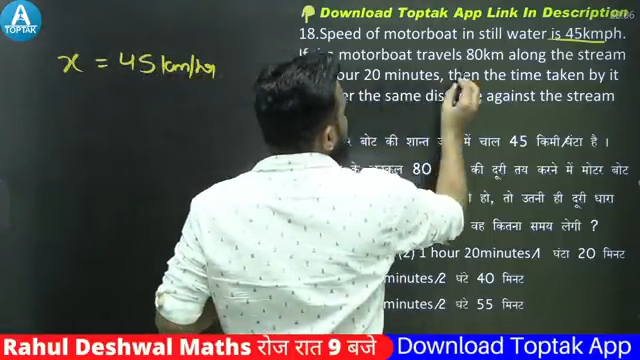 A
TOPTAK
Download Toptak App Link In Description
18.Speed of motorboat in still water is 45kmph.
x = 45 km/hr
motorboat travels 80km along the stream
our 20 minutes, then the time taken by it
er the same against the stream
बोट की शान्त में चाल 45 किमी/घंटा है ।
80 की दूरी तय करने में मोटर बोट
हो, तो उतनी ही दूरी धारा
वह कितना समय लेगी ?
(2) 1 hour 20minutes/1 घंटा 20 मिनट
minutes/2 घंटे 40 मिनट
minutes/2 घंटे 55 मिनट
Rahul Deshwal Maths रोज रात 9 बजे
Download Toptak App